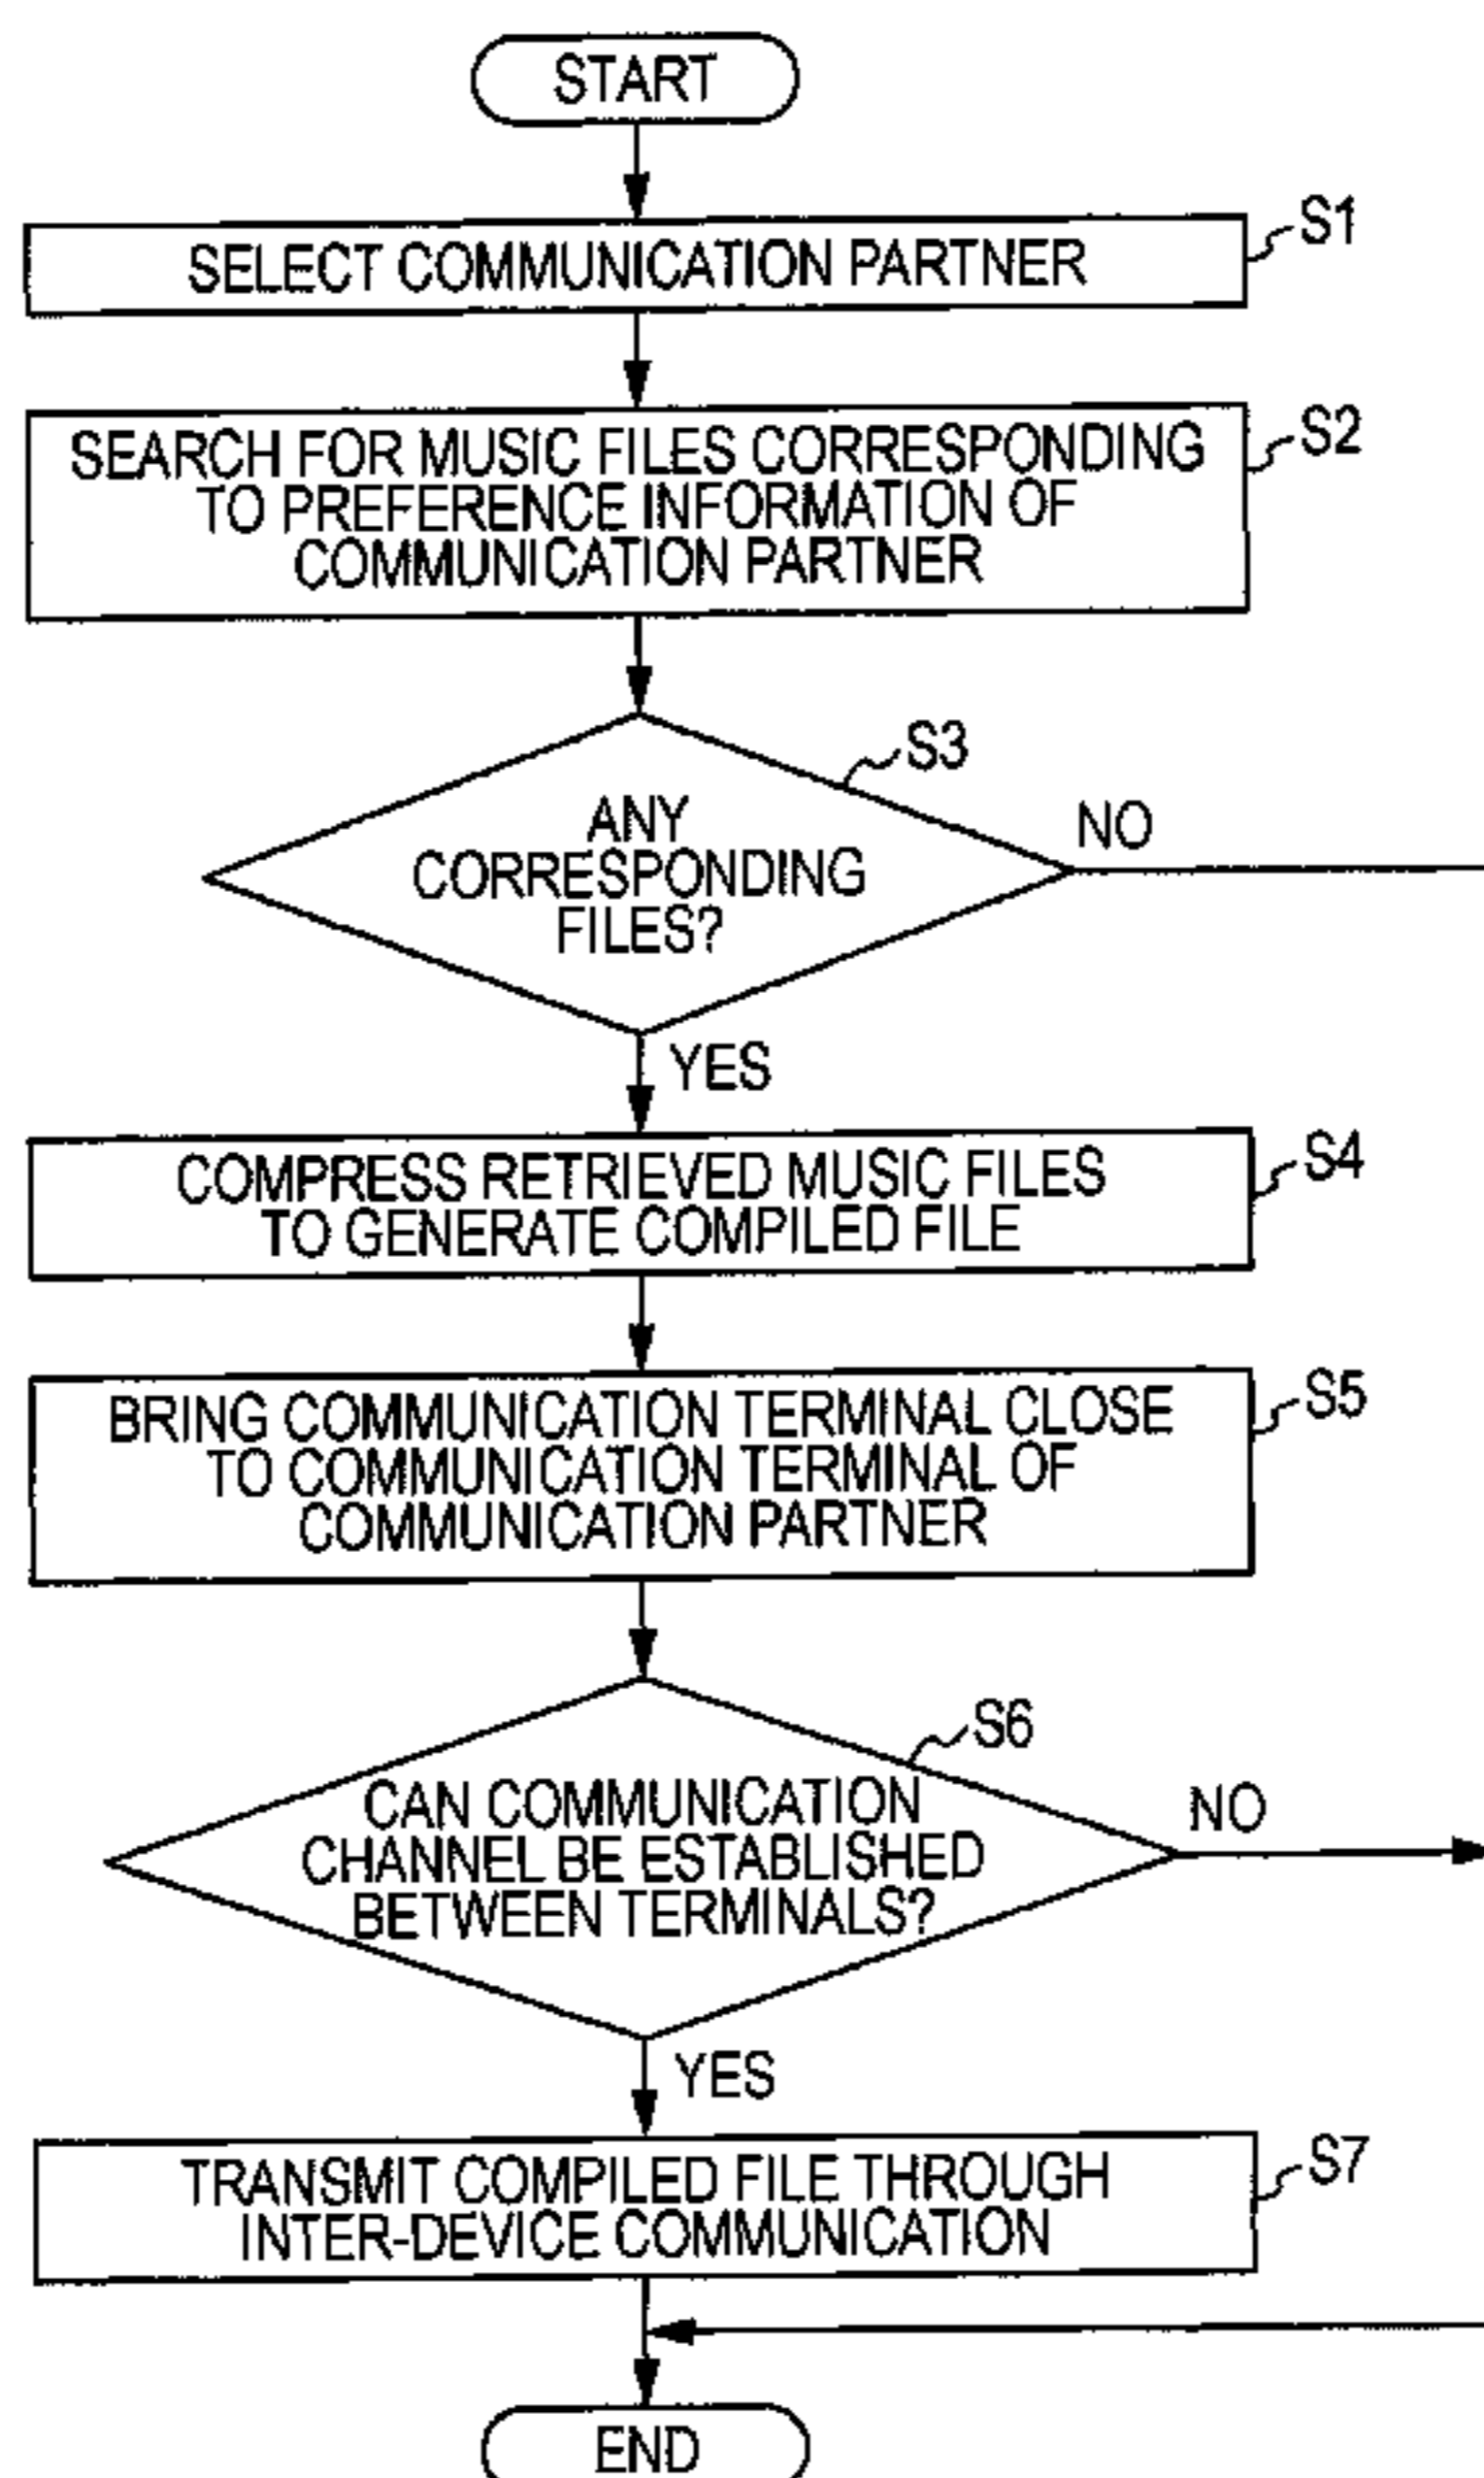 START
SELECT COMMUNICATION PARTNER
S1
SEARCH FOR MUSIC FILES CORRESPONDING
TO PREFERENCE INFORMATION OF
COMMUNICATION PARTNER
S2
S3
ANY
CORRESPONDING
FILES?
NO
YES
COMPRESS RETRIEVED MUSIC FILES
TO GENERATE COMPILED FILE
S4
BRING COMMUNICATION TERMINAL CLOSE
TO COMMUNICATION TERMINAL OF
COMMUNICATION PARTNER
S5
S6
CAN COMMUNICATION
CHANNEL BE ESTABLISHED
BETWEEN TERMINALS?
NO
YES
TRANSMIT COMPILED FILE THROUGH
INTER-DEVICE COMMUNICATION
S7
END